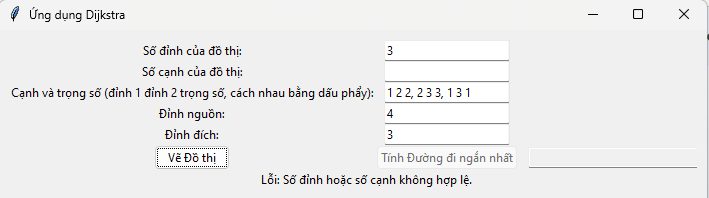 Ứng dụng Dijkstra
Số đỉnh của đồ thị: 3
Số cạnh của đồ thị:
Cạnh và trọng số (đỉnh 1 đỉnh 2 trọng số, cách nhau bằng dấu phẩy): 1 2 2, 2 3 3, 1 3 1
Đỉnh nguồn: 4
Đỉnh đích: 3
Vẽ Đồ thị Tính Đường đi ngắn nhất
Lỗi: Số đỉnh hoặc số cạnh không hợp lệ.